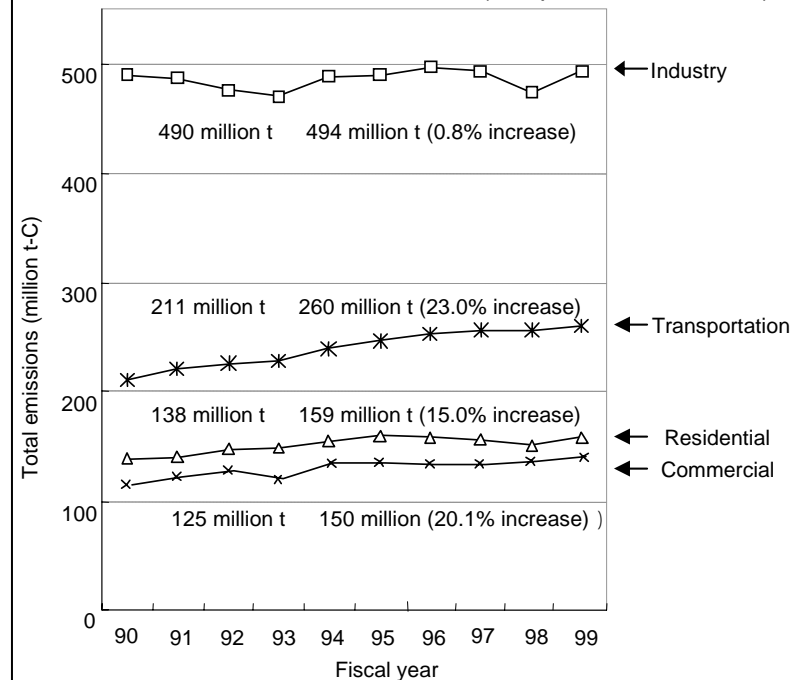 500
Industry
490 million t 494 million t (0.8% increase)
400
300
211 million t 260 million t (23.0% increase)
Transportation
200
138 million t 159 million t (15.0% increase)
Residential
Commercial
100
125 million t 150 million (20.1% increase) )
0
90 91 92 93 94 95 96 97 98 99
Fiscal year
Total emissions (million t-C)